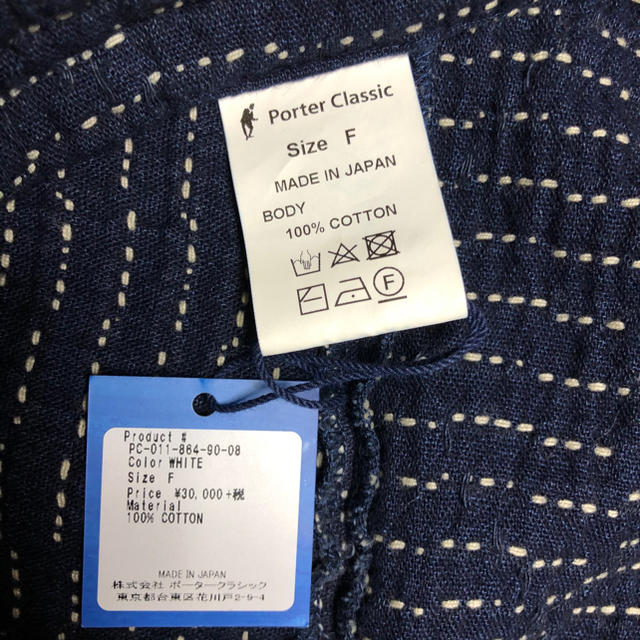 Porter Classic
Size F
MADE IN JAPAN
BODY
100% COTTON
F
Product #
PC-011-864-90-08
Color WHITE
Size F
Price ¥30,000+税
Material
100% COTTON
MADE IN JAPAN
株式会社 ポータークラシック
東京都台東区花川戸2-9-4